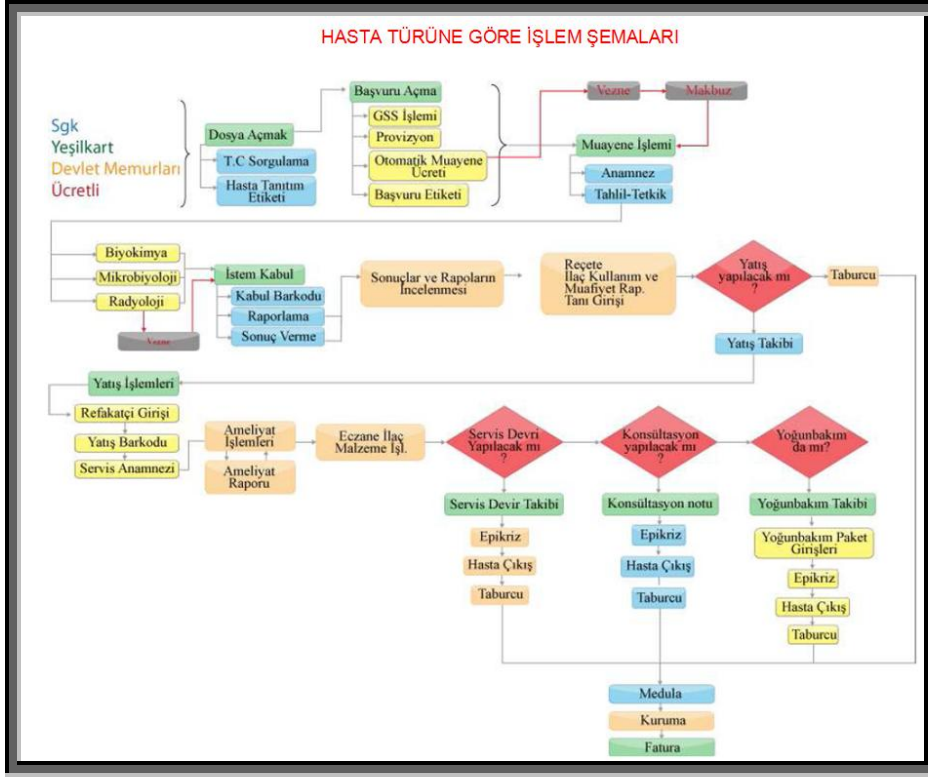 HASTA TÜRÜNE GÖRE İŞLEM ŞEMALARI
Sgk
Yeşilkart
Devlet Memurları
Ücretli
Dosya Açmak
T.C Sorgulama
Hasta Tanıtım
Etiketi
Başvuru Açma
GSS İşlemi
Provizyon
Otomatik Muayene
Ücreti
Başvuru Etiketi
Vezne
Makbuz
Muayene İşlemi
Anamnez
Tahlil-Tetkik
Biyokimya
Mikrobiyoloji
Radyoloji
Vezne
İstem Kabul
Kabul Barkodu
Raporlama
Sonuç Verme
Sonuçlar ve Rapoların
İncelenmesi
Reçete
İlaç Kullanım ve
Muafiyet Rap.
Tanı Girişi
Yatış
yapılacak mı
?
Taburcu
Yatış Takibi
Yatış İşlemleri
Refakatçi Girişi
Yatış Barkodu
Servis Anamnezi
Ameliyat
İşlemleri
Ameliyat
Raporu
Eczane İlaç
Malzeme İşl.
Servis Devri
Yapılacak mı
?
Konsültasyon
yapılacak mı
?
Yoğunbakım
da mı?
Servis Devir Takibi
Epikriz
Hasta Çıkış
Taburcu
Konsültasyon notu
Epikriz
Hasta Çıkış
Taburcu
Yoğunbakım Takibi
Yoğunbakım Paket
Girişleri
Epikriz
Hasta Çıkış
Taburcu
Medula
Kuruma
Fatura